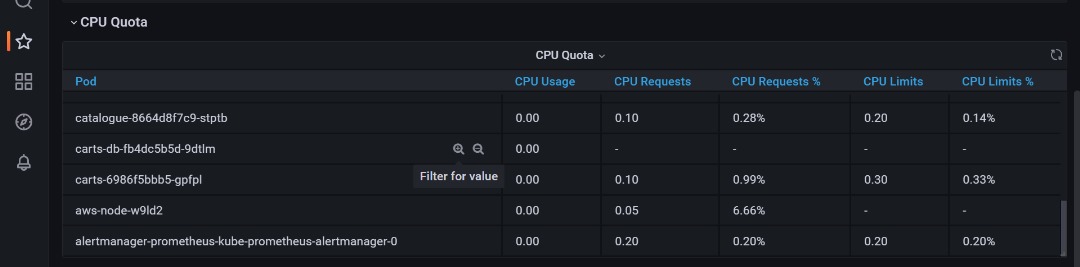 CPU Quota
CPU Quota
Pod CPU Usage CPU Requests CPU Requests % CPU Limits CPU Limits %
catalogue-8664d8f7c9-stptb 0.00 0.10 0.28% 0.20 0.14%
carts-db-fb4dc5b5d-9dtlm 0.00 - - - -
Filter for value
carts-6986f5bbb5-gpfpl 0.00 0.10 0.99% 0.30 0.33%
aws-node-w9ld2 0.00 0.05 6.66% - -
alertmanager-prometheus-kube-prometheus-alertmanager-0 0.00 0.20 0.20% 0.20 0.20%